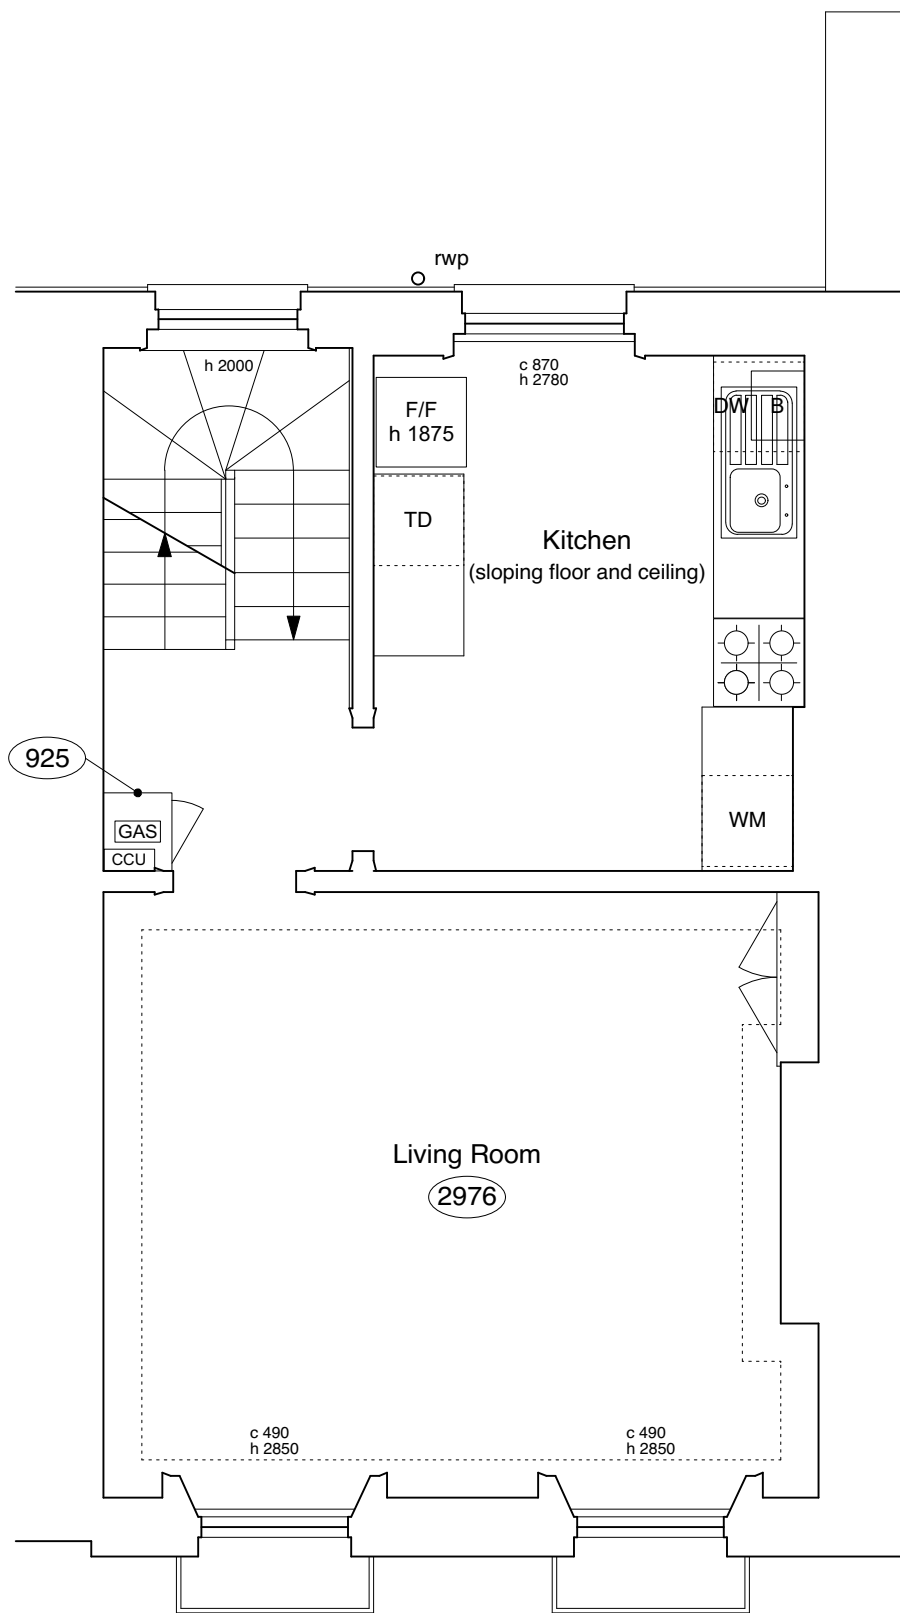 rwp
h 2000
c 870
h 2780
F/F
h 1875
DW
B
TD
Kitchen
(sloping floor and ceiling)
925
GAS
CCU
WM
Living Room
2976
c 490
h 2850
c 490
h 2850